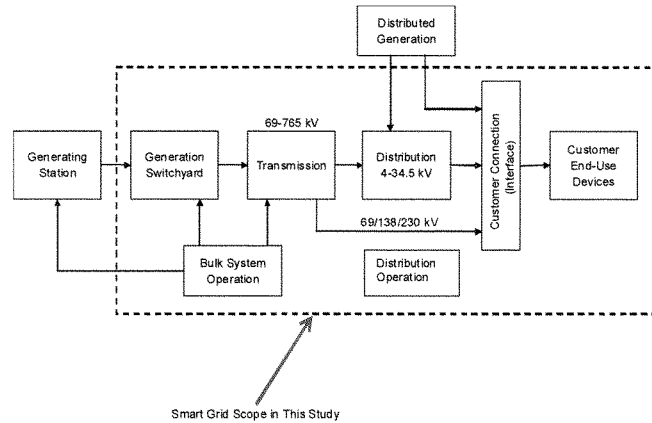 Distributed
Generation
69-765 kV
Generating
Station
Generation
Switchyard
Transmission
Distribution
4-34.5 kV
Customer Connection
(Interface)
Customer
End-Use
Devices
69/138/230 kV
Bulk System
Operation
Distribution
Operation
Smart Grid Scope in This Study